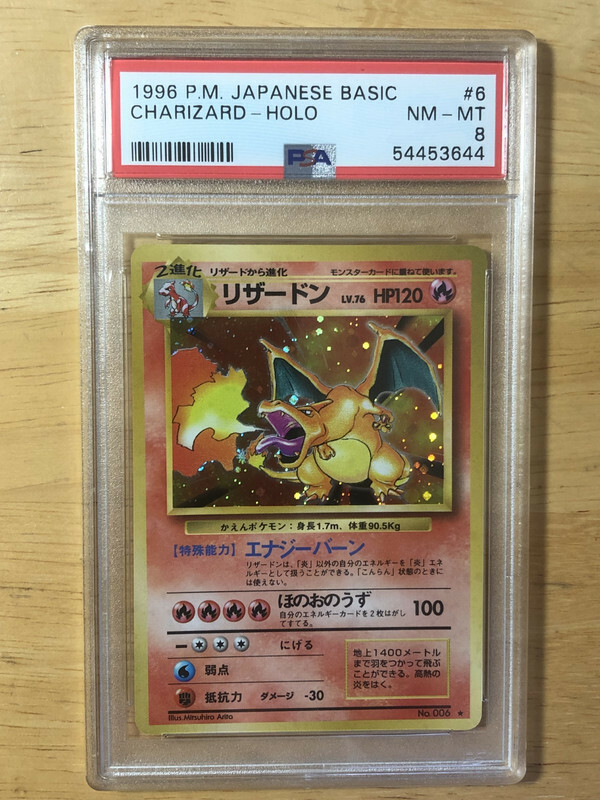 1996 P.M. JAPANESE BASIC #6
CHARIZARD-HOLO NM-MT
8
PSA 54453644
2進化 リザードから進化 モンスターカードに重ねて使います。
リザードン LV.76 HP120
かえんポケモン：身長1.7m、体重90.5Kg
【特殊能力】エナジーバーン
リザードンは、「炎」以外の自分のエネルギーを「炎」エネ
ルギーとして扱うことができる。「こんらん」状態のときに
は使えない。
ほのおのうず 100
自分のエネルギーカードを2枚はがし
てすてる。
にげる
弱点
抵抗力 ダメージ -30
地上1400メートル
まで羽をつかって飛ぶ
ことができる。高熱の
炎をはく。
Illus.Mitsuhiro Arita No.006 ★